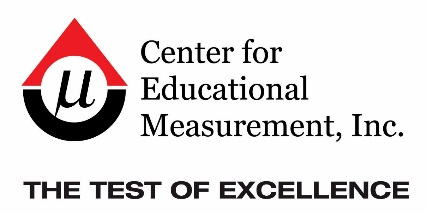 μ
Center for
Educational
Measurement, Inc.
THE TEST OF EXCELLENCE